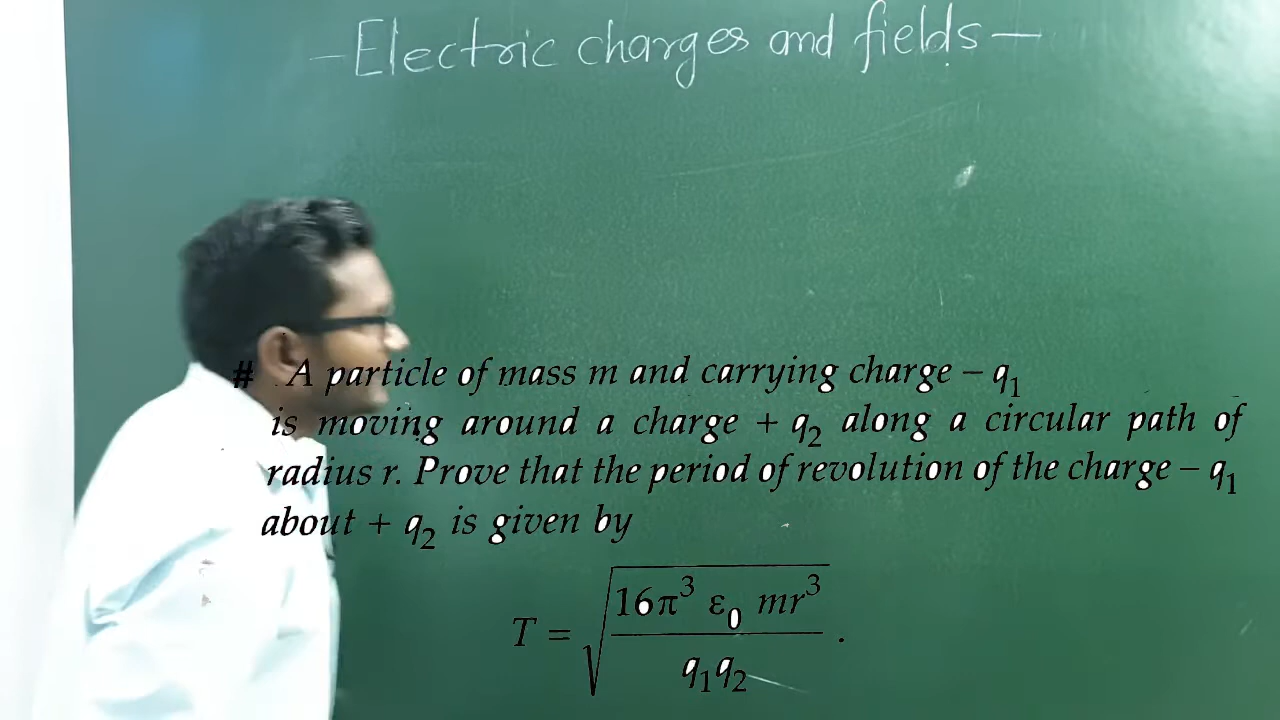 —Electric charges and fields—
# A particle of mass m and carrying charge – q₁
is moving around a charge + q₂ along a circular path of
radius r. Prove that the period of revolution of the charge – q₁
about + q₂ is given by
T = √(16π³ ε₀ mr³ / q₁q₂) .